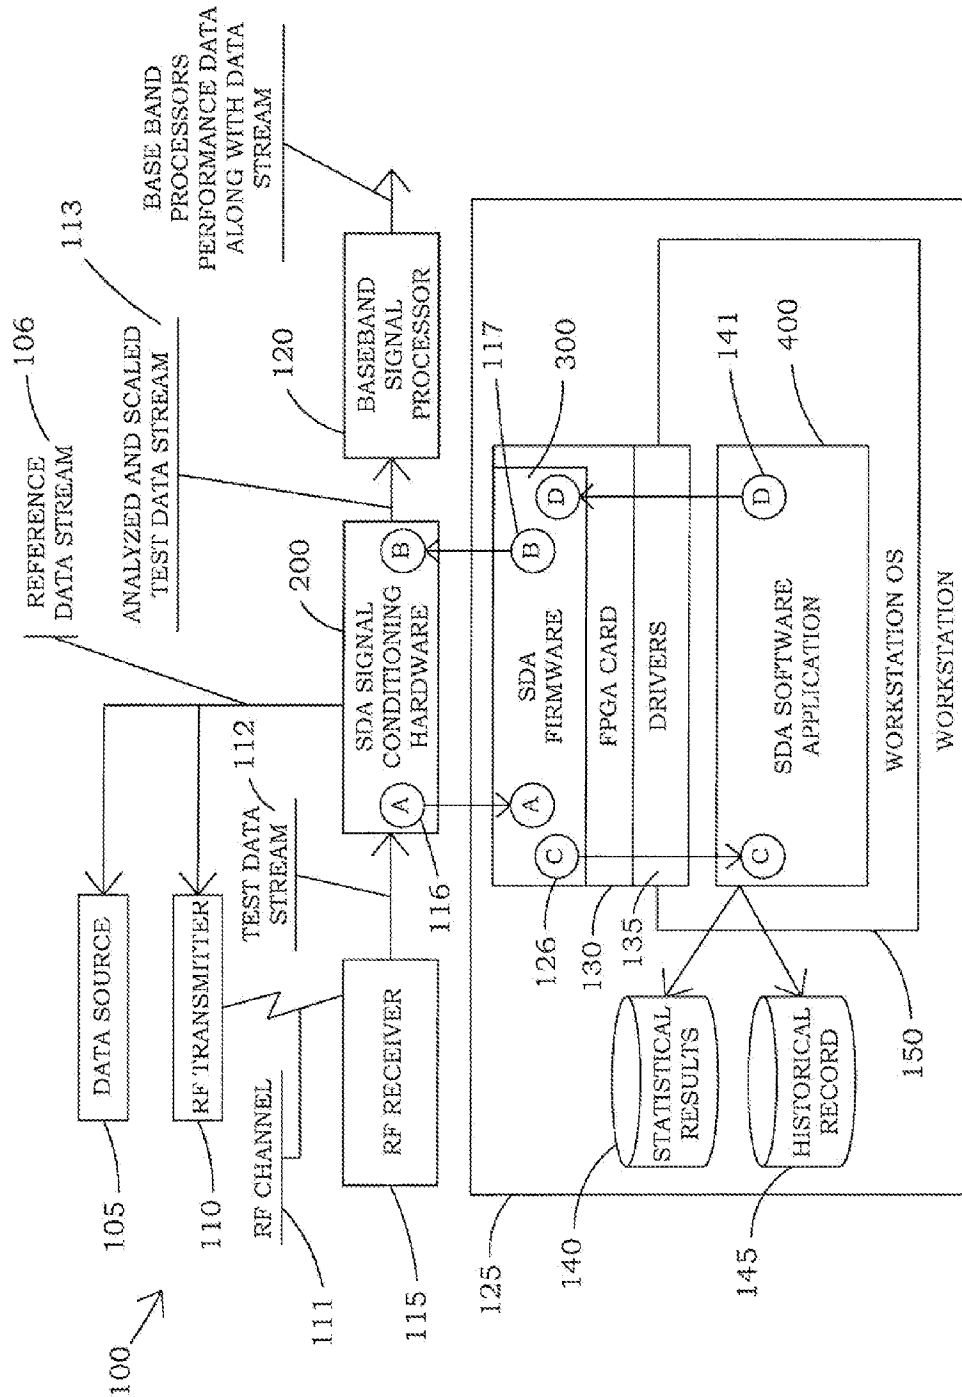 100
105
DATA SOURCE
110
RF TRANSMITTER
RF CHANNEL
111
115
RF RECEIVER
TEST DATA
STREAM
112
116
REFERENCE
DATA STREAM
106
ANALYZED AND SCALED
TEST DATA STREAM
113
SDA SIGNAL
CONDITIONING
HARDWARE
200
A
B
BASEBAND
SIGNAL
PROCESSOR
120
BASE BAND
PROCESSORS
PERFORMANCE DATA
ALONG WITH DATA
STREAM
125
140
STATISTICAL
RESULTS
145
HISTORICAL
RECORD
126
130
135
150
C
A
SDA
FIRMWARE
B
D
117
300
FPGA CARD
DRIVERS
C
SDA SOFTWARE
APPLICATION
D
141
400
WORKSTATION OS
WORKSTATION